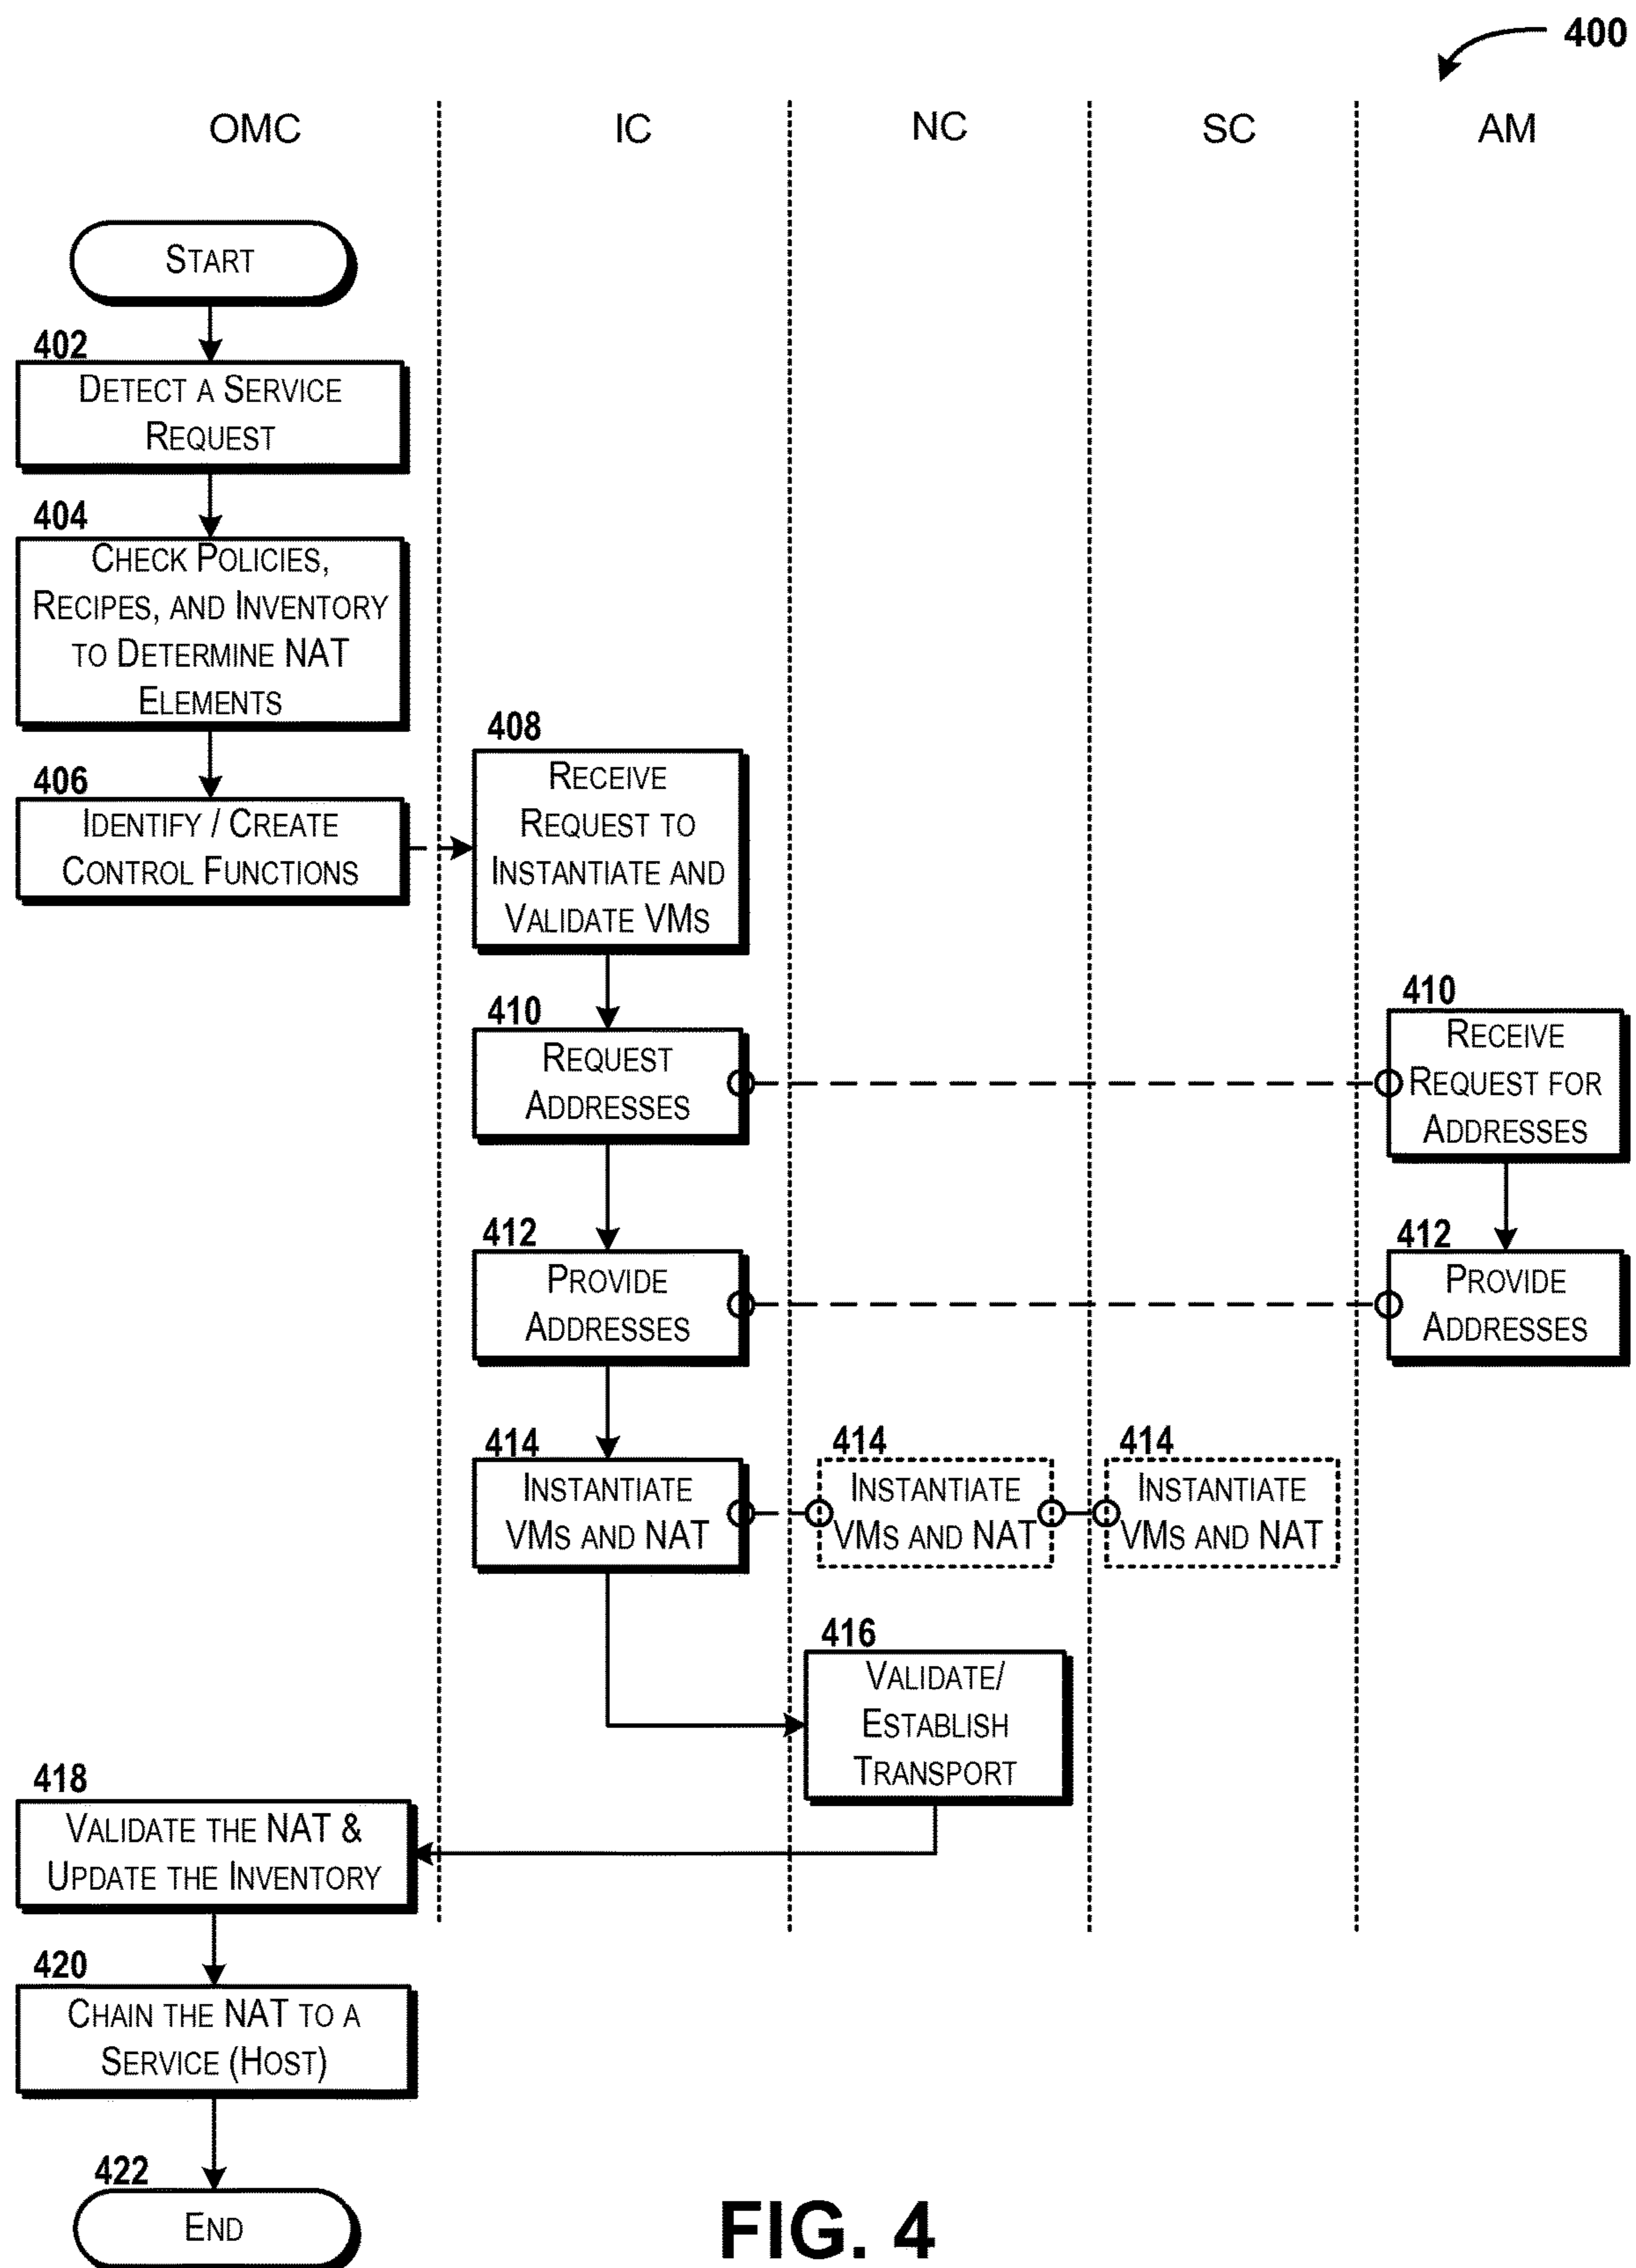 400
OMC
IC
NC
SC
AM
START
402
DETECT A SERVICE
REQUEST
404
CHECK POLICIES,
RECIPES, AND INVENTORY
TO DETERMINE NAT
ELEMENTS
406
IDENTIFY / CREATE
CONTROL FUNCTIONS
408
RECEIVE
REQUEST TO
INSTANTIATE AND
VALIDATE VMS
410
REQUEST
ADDRESSES
410
RECEIVE
REQUEST FOR
ADDRESSES
412
PROVIDE
ADDRESSES
412
PROVIDE
ADDRESSES
414
INSTANTIATE
VMS AND NAT
414
INSTANTIATE
VMS AND NAT
414
INSTANTIATE
VMS AND NAT
416
VALIDATE/
ESTABLISH
TRANSPORT
418
VALIDATE THE NAT &
UPDATE THE INVENTORY
420
CHAIN THE NAT TO A
SERVICE (HOST)
422
END
FIG. 4